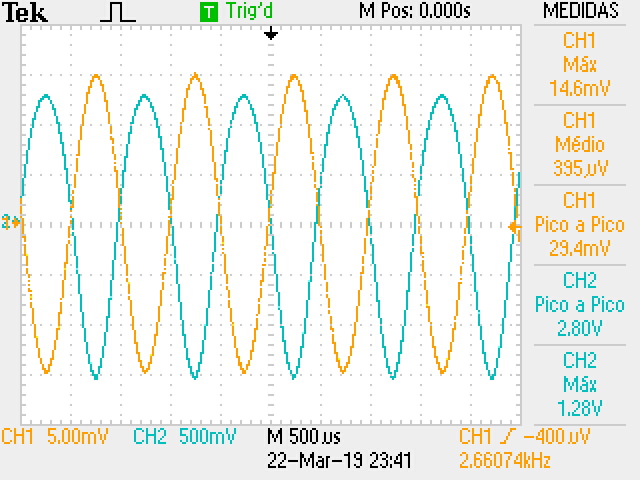 Tek T Trig'd M Pos: 0.000s MEDIDAS
CH1
Máx
14.6mV
CH1
Médio
395µV
CH1
Pico a Pico
29.4mV
CH2
Pico a Pico
2.80V
CH2
Máx
1.28V
2
CH1 5.00mV CH2 500mV M 500µs CH1 -400µV
22-Mar-19 23:41 2.66074kHz